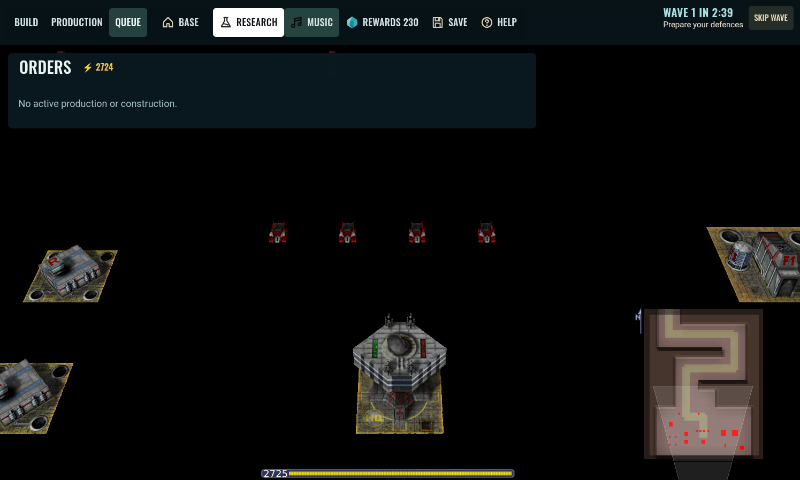 BUILD PRODUCTION QUEUE BASE RESEARCH MUSIC REWARDS 230 SAVE HELP
WAVE 1 IN 2:39
Prepare your defences
SKIP WAVE
ORDERS 2724
No active production or construction.
F1
N
2725